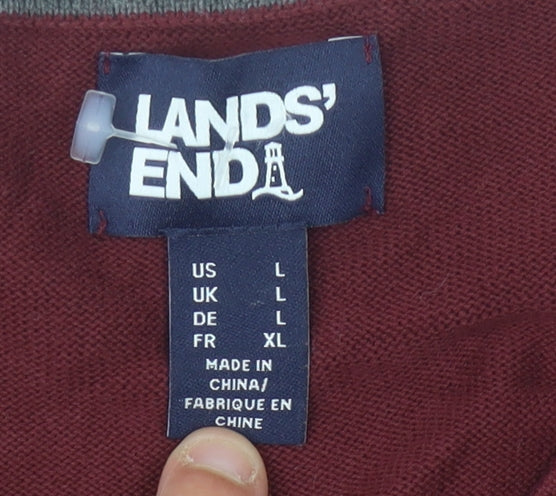 LANDS'
END
US L
UK L
DE L
FR XL
MADE IN
CHINA/
FABRIQUE EN
CHINE